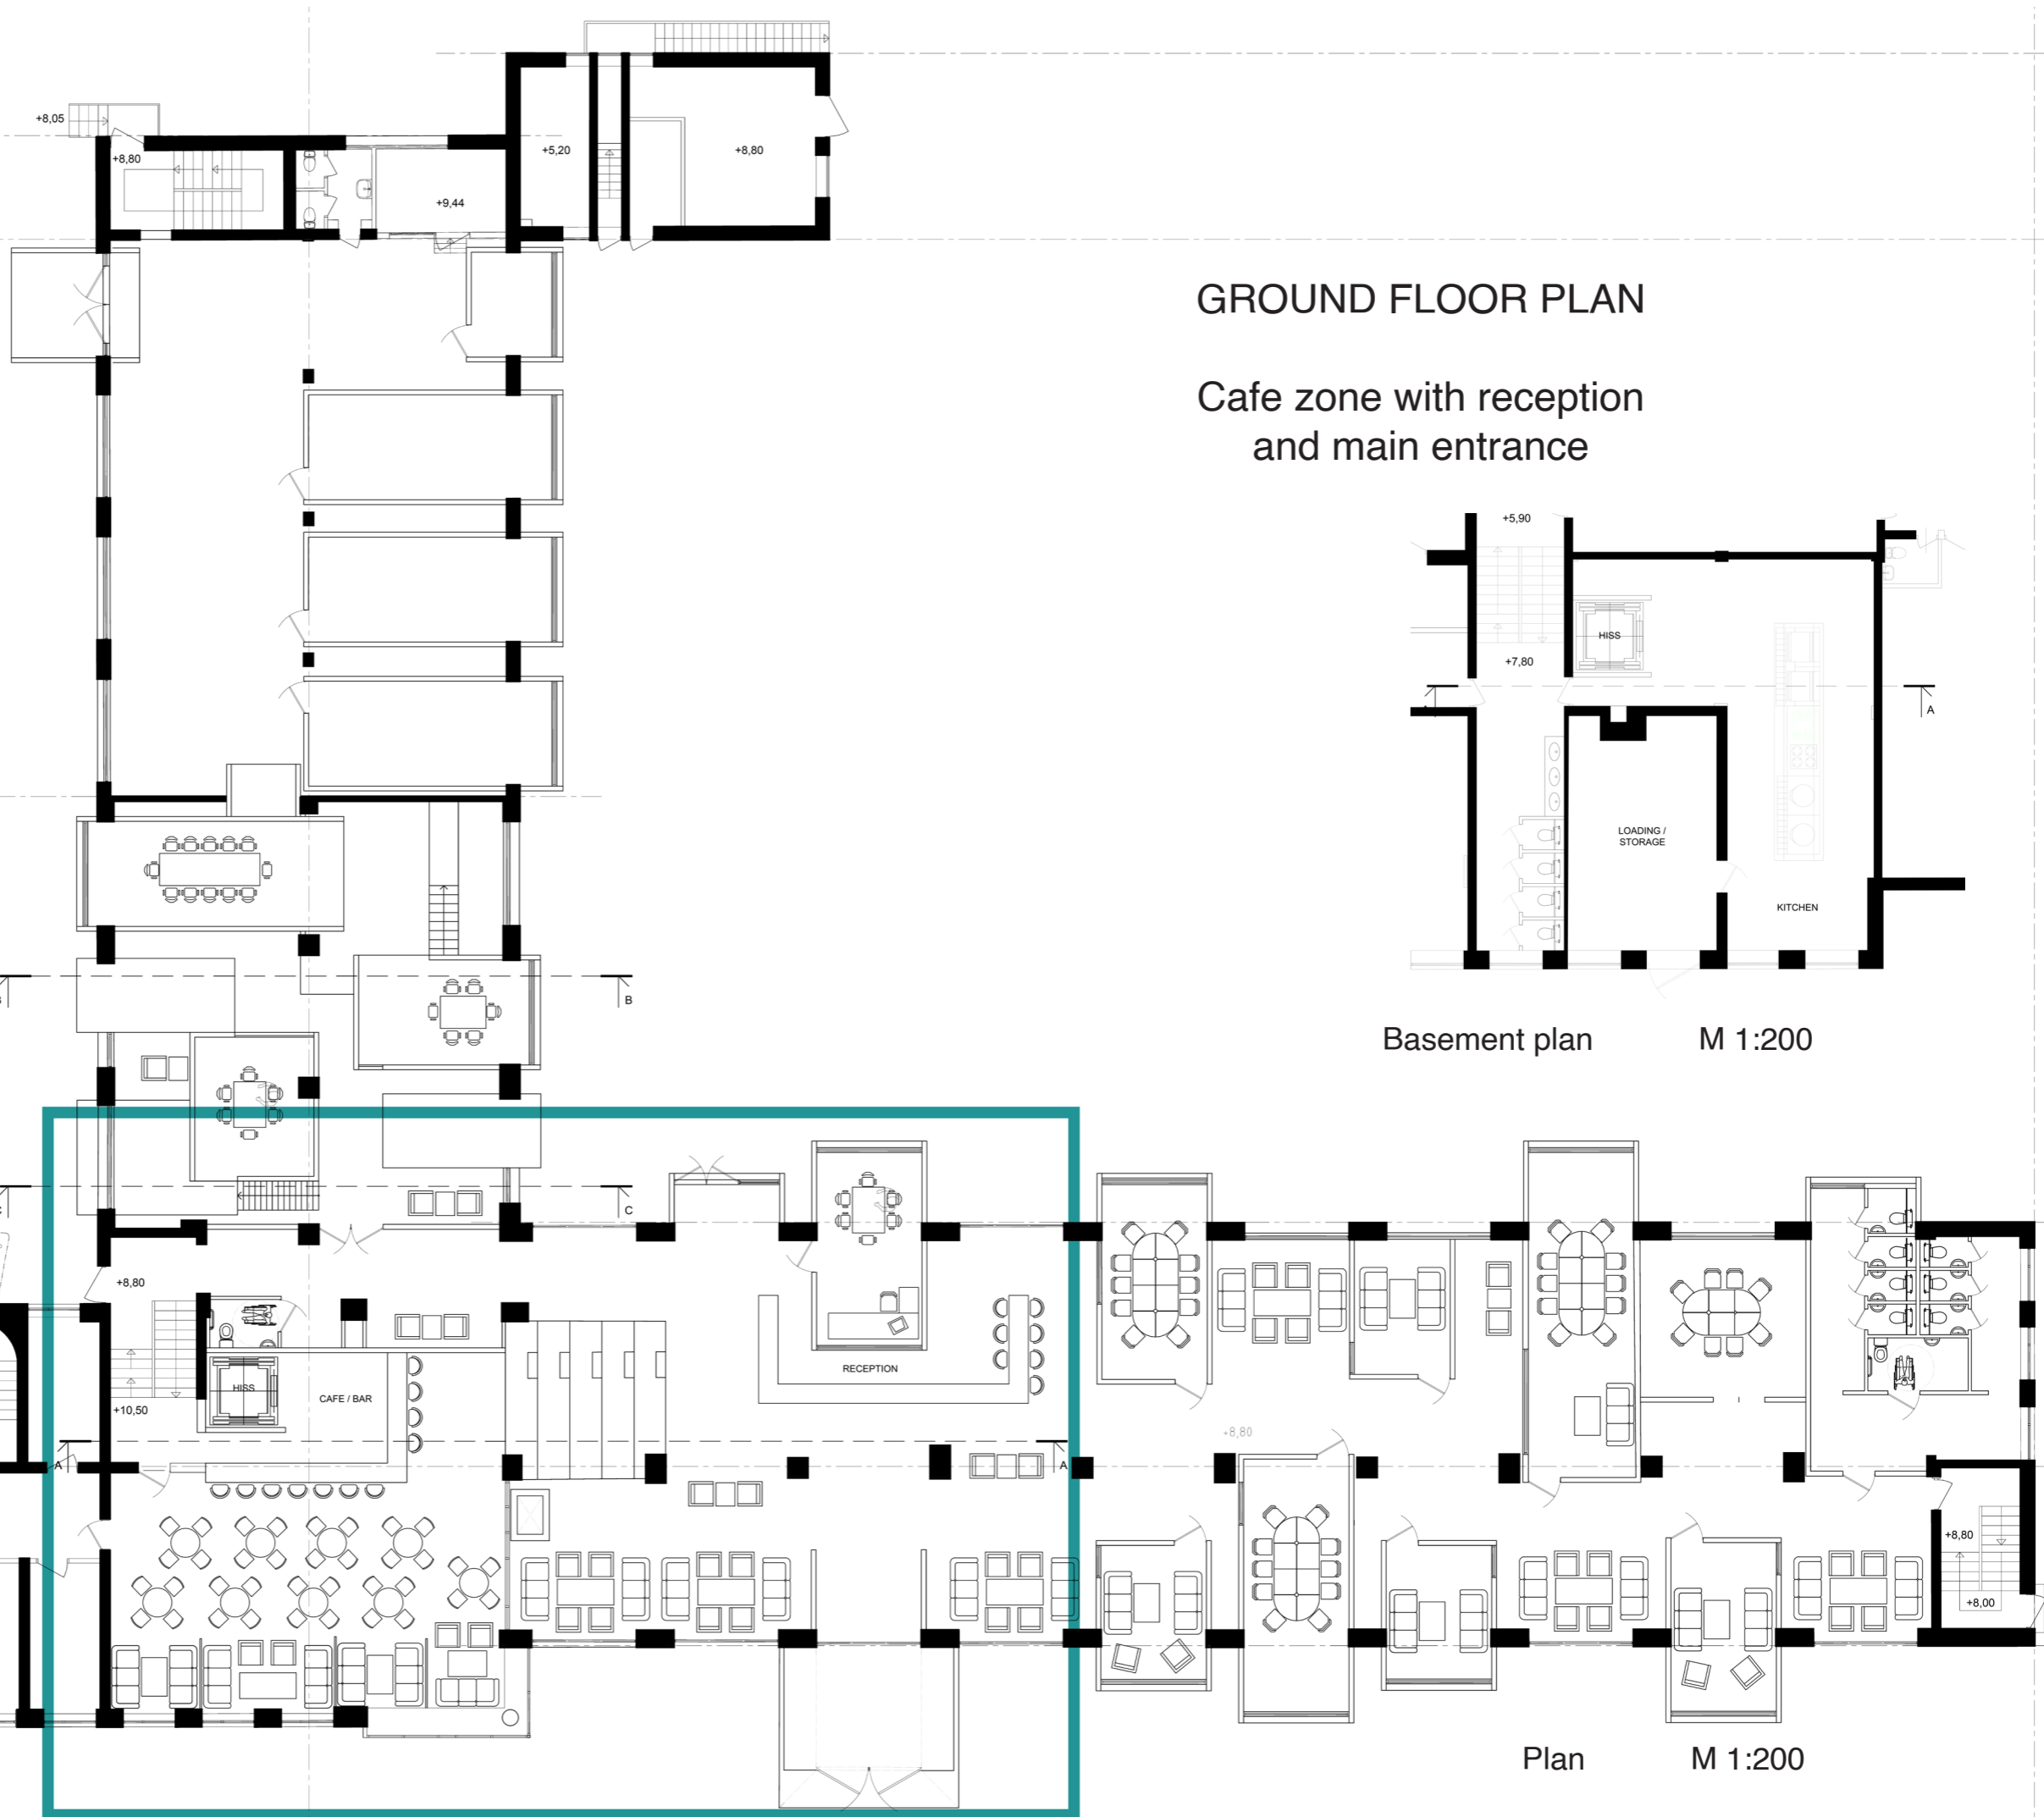 +8,05
+8,80
+5,20
+8,80
+9,44
GROUND FLOOR PLAN
Cafe zone with reception
and main entrance
+5,90
HISS
+7,80
A
LOADING /
STORAGE
KITCHEN
B
Basement plan M 1:200
C
+8,80
RECEPTION
HISS
CAFE / BAR
+10,50
+8,80
A
A
+8,80
+8,00
Plan M 1:200